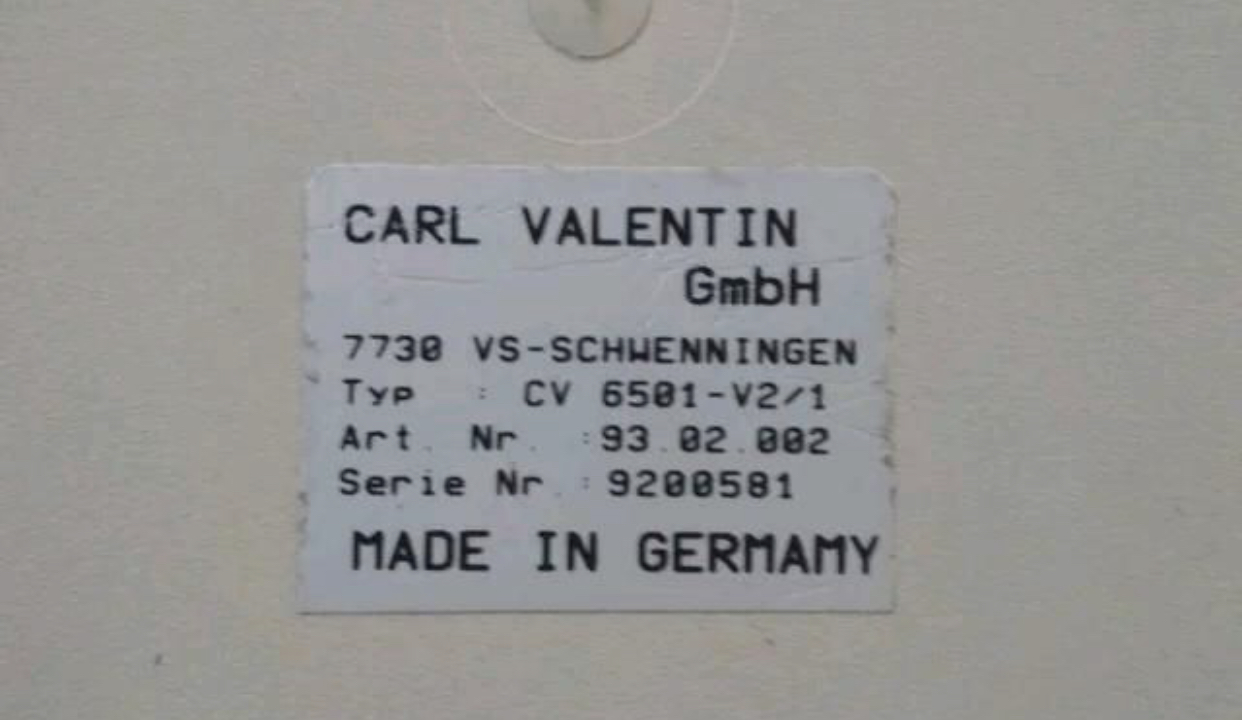 CARL VALENTIN
GmbH
7730 VS-SCHWENNINGEN
Typ : CV 6501-V2/1
Art. Nr. :93.02.002
Serie Nr.: 9200581
MADE IN GERMAMY